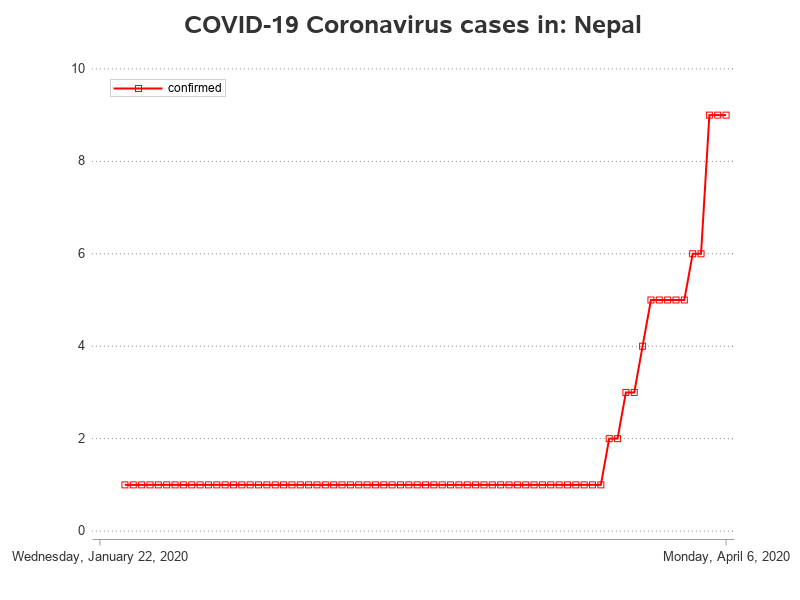 COVID-19 Coronavirus cases in: Nepal
10
confirmed
8
6
4
2
0
Wednesday, January 22, 2020
Monday, April 6, 2020